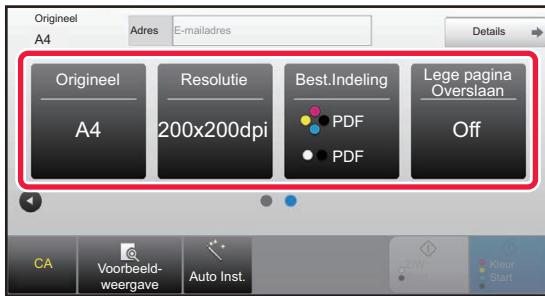 Origineel
A4
Adres
E-mailadres
Details
Origineel
A4
Resolutie
200x200dpi
Best.Indeling
PDF
PDF
Lege pagina
Overslaan
Off
CA
Voorbeeld-
weergave
Auto Inst.
Z/W
Start
Kleur
Start